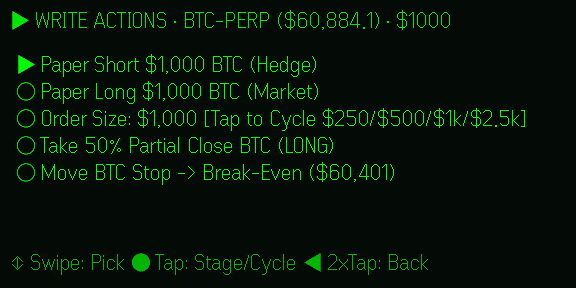 ▶ WRITE ACTIONS · BTC-PERP ($60,884.1) · $1000
▶ Paper Short $1,000 BTC (Hedge)
○ Paper Long $1,000 BTC (Market)
○ Order Size: $1,000 [Tap to Cycle $250/$500/$1k/$2.5k]
○ Take 50% Partial Close BTC (LONG)
○ Move BTC Stop -> Break-Even ($60,401)
⇕ Swipe: Pick ● Tap: Stage/Cycle ◀ 2xTap: Back